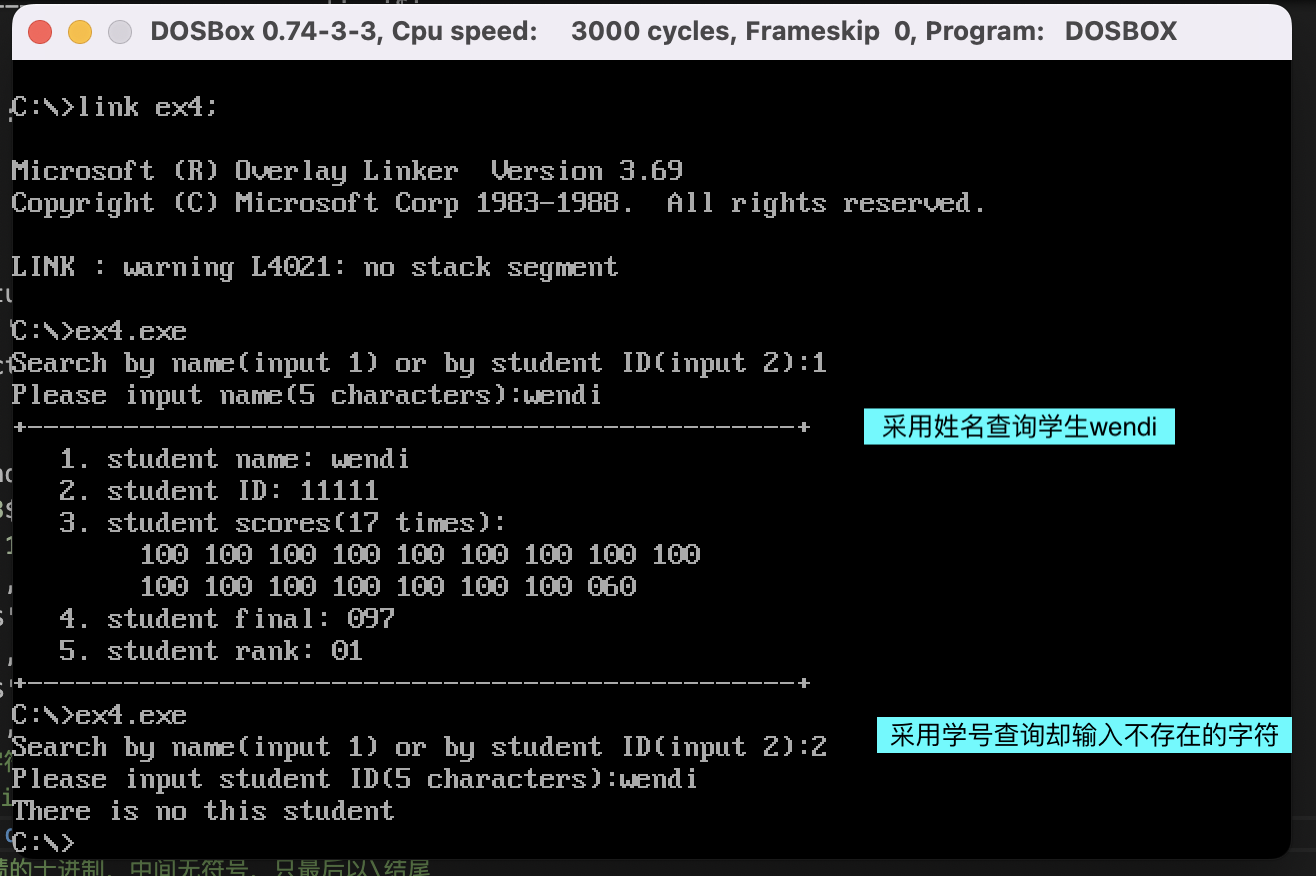 DOSBox 0.74-3-3, Cpu speed: 3000 cycles, Frameskip 0, Program: DOSBOX
C:\>link ex4;
Microsoft (R) Overlay Linker  Version 3.69
Copyright (C) Microsoft Corp 1983-1988.  All rights reserved.
LINK : warning L4021: no stack segment
C:\>ex4.exe
Search by name(input 1) or by student ID(input 2):1
Please input name(5 characters):wendi
+------------------------------------------------+
采用姓名查询学生wendi
1. student name: wendi
2. student ID: 11111
3. student scores(17 times):
100 100 100 100 100 100 100 100 100
100 100 100 100 100 100 100 060
4. student final: 097
5. student rank: 01
+------------------------------------------------+
C:\>ex4.exe
采用学号查询却输入不存在的字符
Search by name(input 1) or by student ID(input 2):2
Please input student ID(5 characters):wendi
There is no this student
C:\>
的十进制，中间无符号，只最后以\结尾